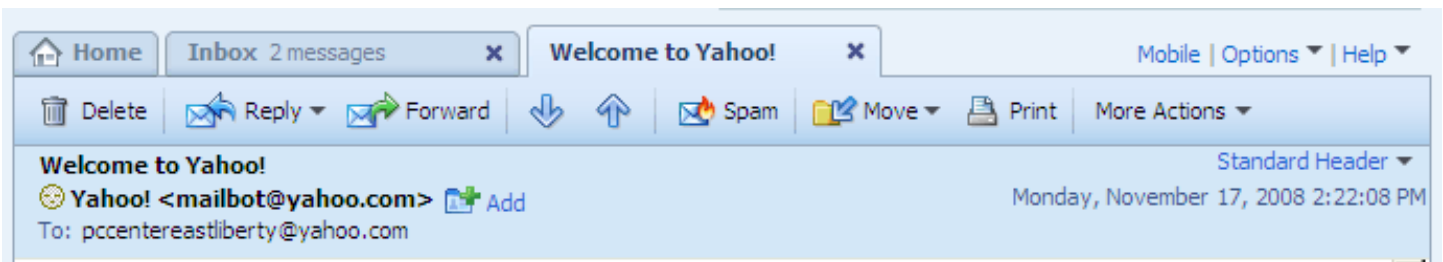 Home Inbox 2 messages Welcome to Yahoo! Mobile | Options | Help
Delete Reply Forward Spam Move Print More Actions
Welcome to Yahoo! Standard Header
Yahoo! <mailbot@yahoo.com> Add Monday, November 17, 2008 2:22:08 PM
To: pccentereastliberty@yahoo.com